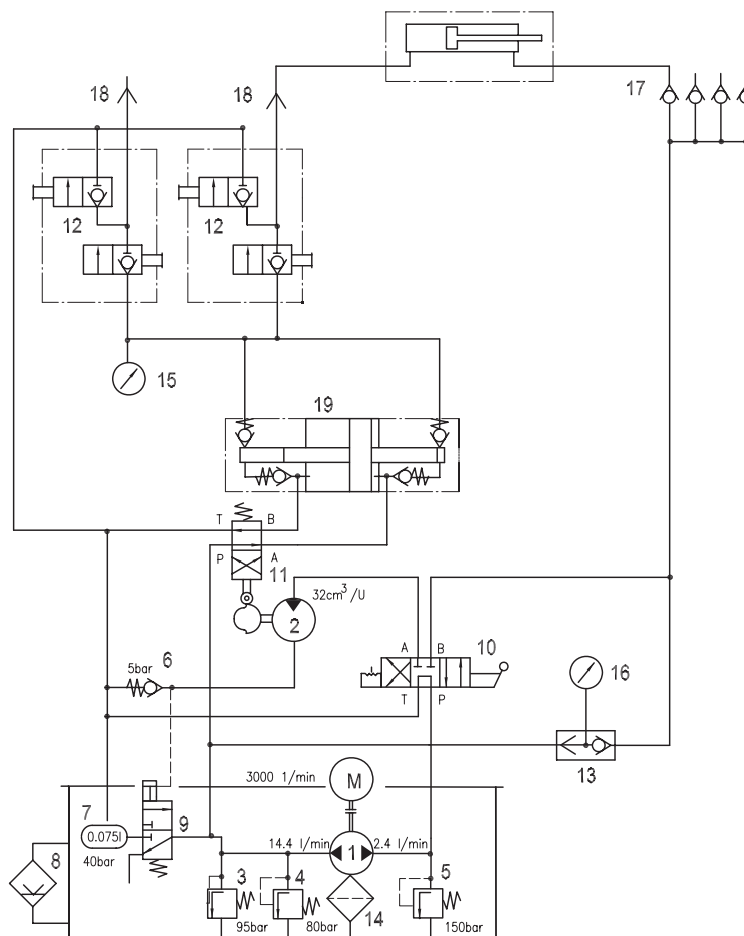 17
18
18
12
12
15
19
T
B
P
A
11
32cm³/U
2
A
B
10
6
5bar
T
P
16
13
3000 1/min
M
7
0.075l
9
40bar
8
14.4 l/min
1
2.4 l/min
3
4
5
14
95bar
80bar
150bar